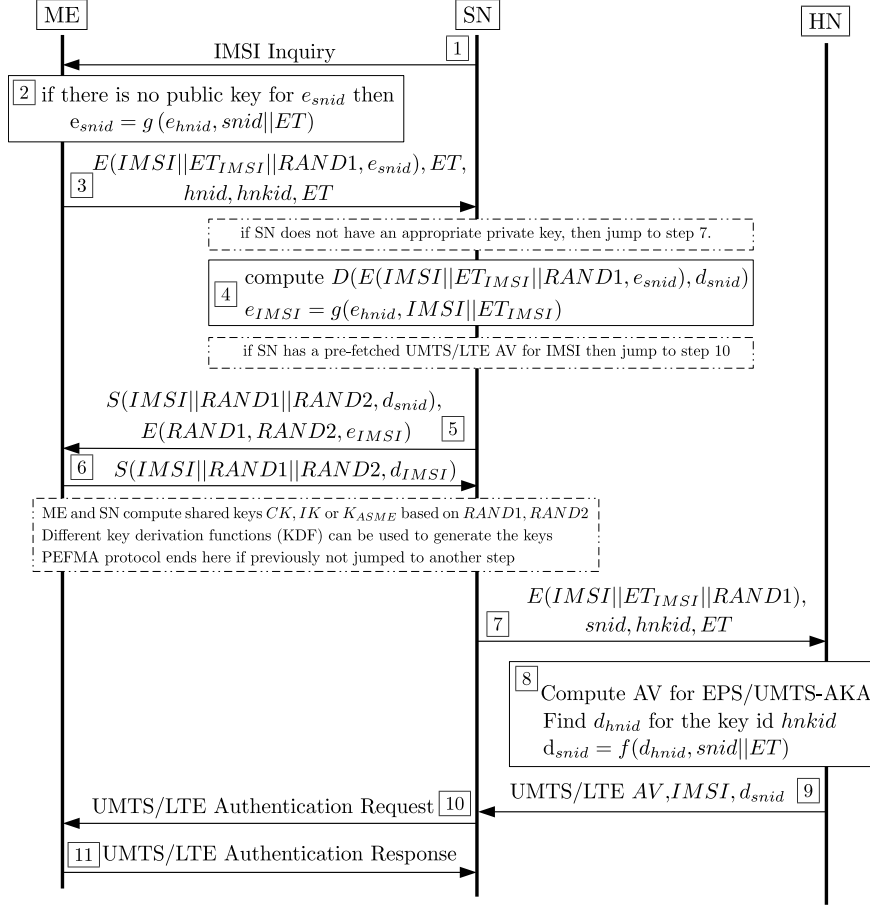 ME
SN
HN
IMSI Inquiry
1
2
if there is no public key for e_snid then
e_snid = g (e_hnid, snid||ET)
E(IMSI||ET_IMSI||RAND1, e_snid), ET,
3
hnid, hnkid, ET
if SN does not have an appropriate private key, then jump to step 7.
4
compute D(E(IMSI||ET_IMSI||RAND1, e_snid), d_snid)
e_IMSI = g(e_hnid, IMSI||ET_IMSI)
if SN has a pre-fetched UMTS/LTE AV for IMSI then jump to step 10
S(IMSI||RAND1||RAND2, d_snid),
E(RAND1, RAND2, e_IMSI)
5
6
S(IMSI||RAND1||RAND2, d_IMSI)
ME and SN compute shared keys CK, IK or K_ASME based on RAND1, RAND2
Different key derivation functions (KDF) can be used to generate the keys
PEFMA protocol ends here if previously not jumped to another step
E(IMSI||ET_IMSI||RAND1),
7
snid, hnkid, ET
8
Compute AV for EPS/UMTS-AKA
Find d_hnid for the key id hnkid
d_snid = f(d_hnid, snid||ET)
UMTS/LTE AV,IMSI, d_snid
9
UMTS/LTE Authentication Request
10
11
UMTS/LTE Authentication Response